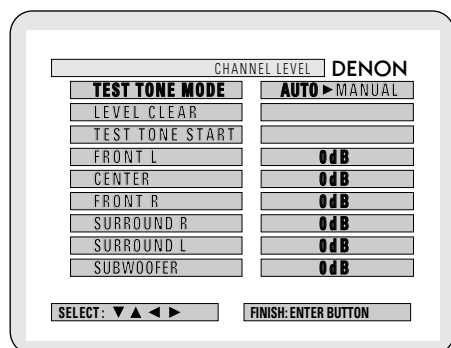 CHANNEL LEVEL DENON
TEST TONE MODE AUTO ►MANUAL
LEVEL CLEAR
TEST TONE START
FRONT L 0dB
CENTER 0dB
FRONT R 0dB
SURROUND R 0dB
SURROUND L 0dB
SUBWOOFER 0dB
SELECT: ▼ ▲ ◄ ► FINISH: ENTER BUTTON